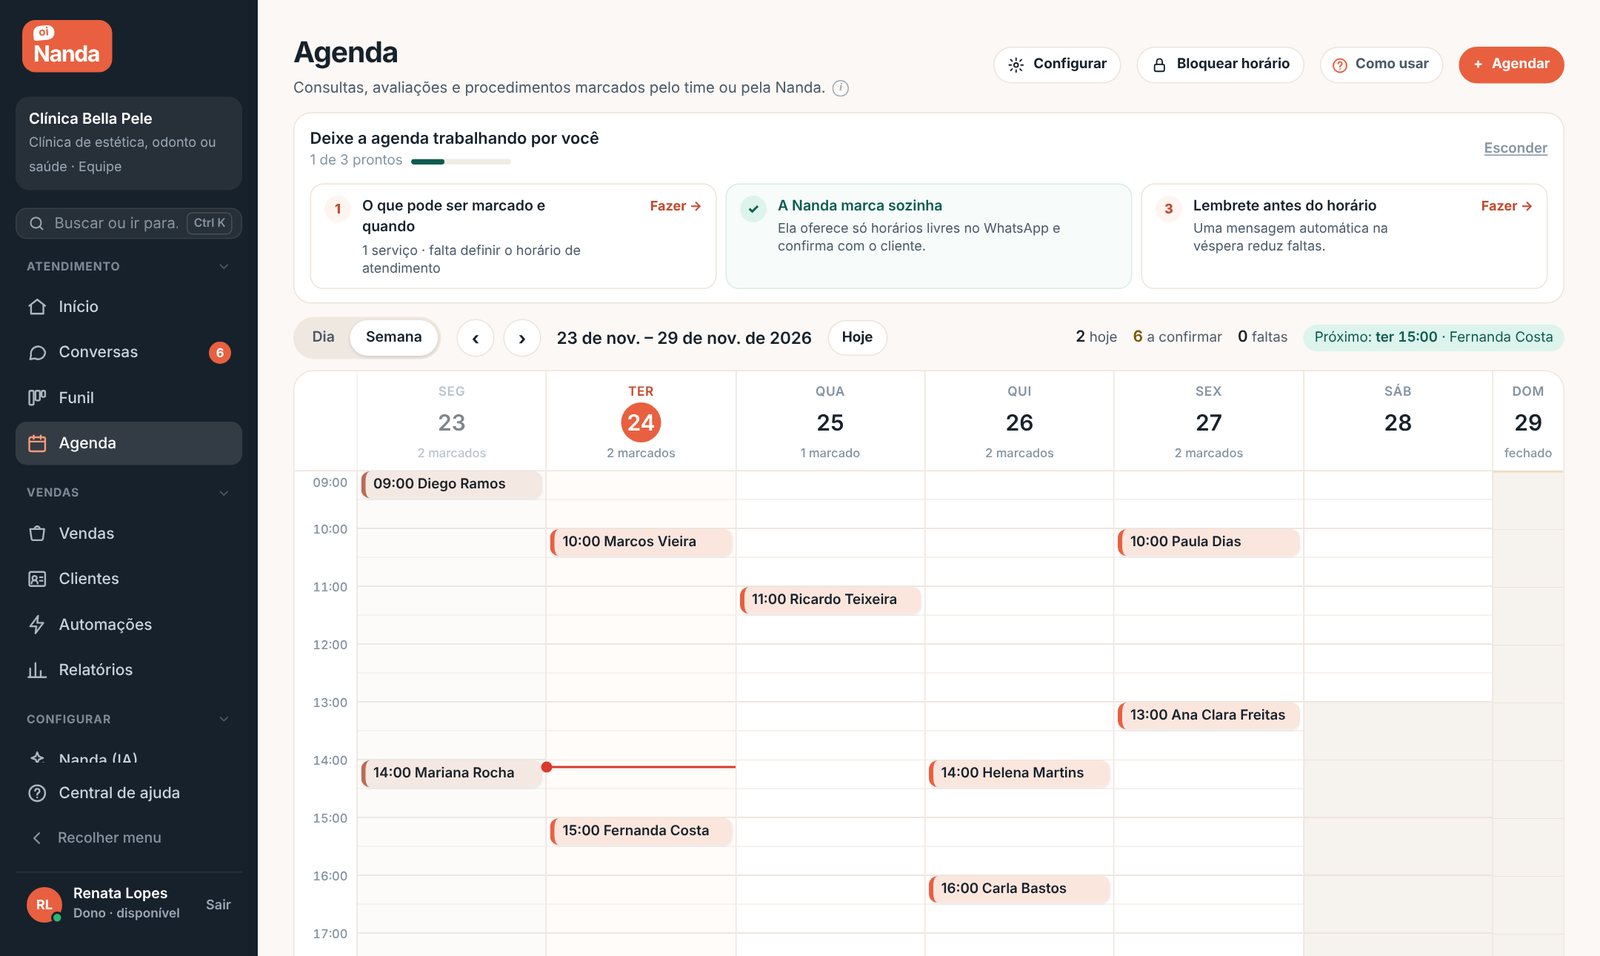 oi
Nanda
Clínica Bella Pele
Clínica de estética, odonto ou
saúde · Equipe
Buscar ou ir para.
Ctrl K
ATENDIMENTO
Início
Conversas
6
Funil
Agenda
VENDAS
Vendas
Clientes
Automações
Relatórios
CONFIGURAR
Nanda (IA)
Central de ajuda
Recolher menu
RL
Renata Lopes
Dono · disponível
Sair
Agenda
Consultas, avaliações e procedimentos marcados pelo time ou pela Nanda. i
Configurar
Bloquear horário
? Como usar
+ Agendar
Deixe a agenda trabalhando por você
1 de 3 prontos
Esconder
1
O que pode ser marcado e
quando
Fazer →
1 serviço · falta definir o horário de
atendimento
A Nanda marca sozinha
Ela oferece só horários livres no WhatsApp e
confirma com o cliente.
3
Lembrete antes do horário
Fazer →
Uma mensagem automática na
véspera reduz faltas.
Dia
Semana
‹
›
23 de nov. – 29 de nov. de 2026
Hoje
2 hoje
6 a confirmar
0 faltas
Próximo: ter 15:00 · Fernanda Costa
SEG
23
2 marcados
TER
24
2 marcados
QUA
25
1 marcado
QUI
26
2 marcados
SEX
27
2 marcados
SÁB
28
DOM
29
fechado
09:00
09:00 Diego Ramos
10:00
10:00 Marcos Vieira
10:00 Paula Dias
11:00
11:00 Ricardo Teixeira
12:00
13:00
13:00 Ana Clara Freitas
14:00
14:00 Mariana Rocha
14:00 Helena Martins
15:00
15:00 Fernanda Costa
16:00
16:00 Carla Bastos
17:00